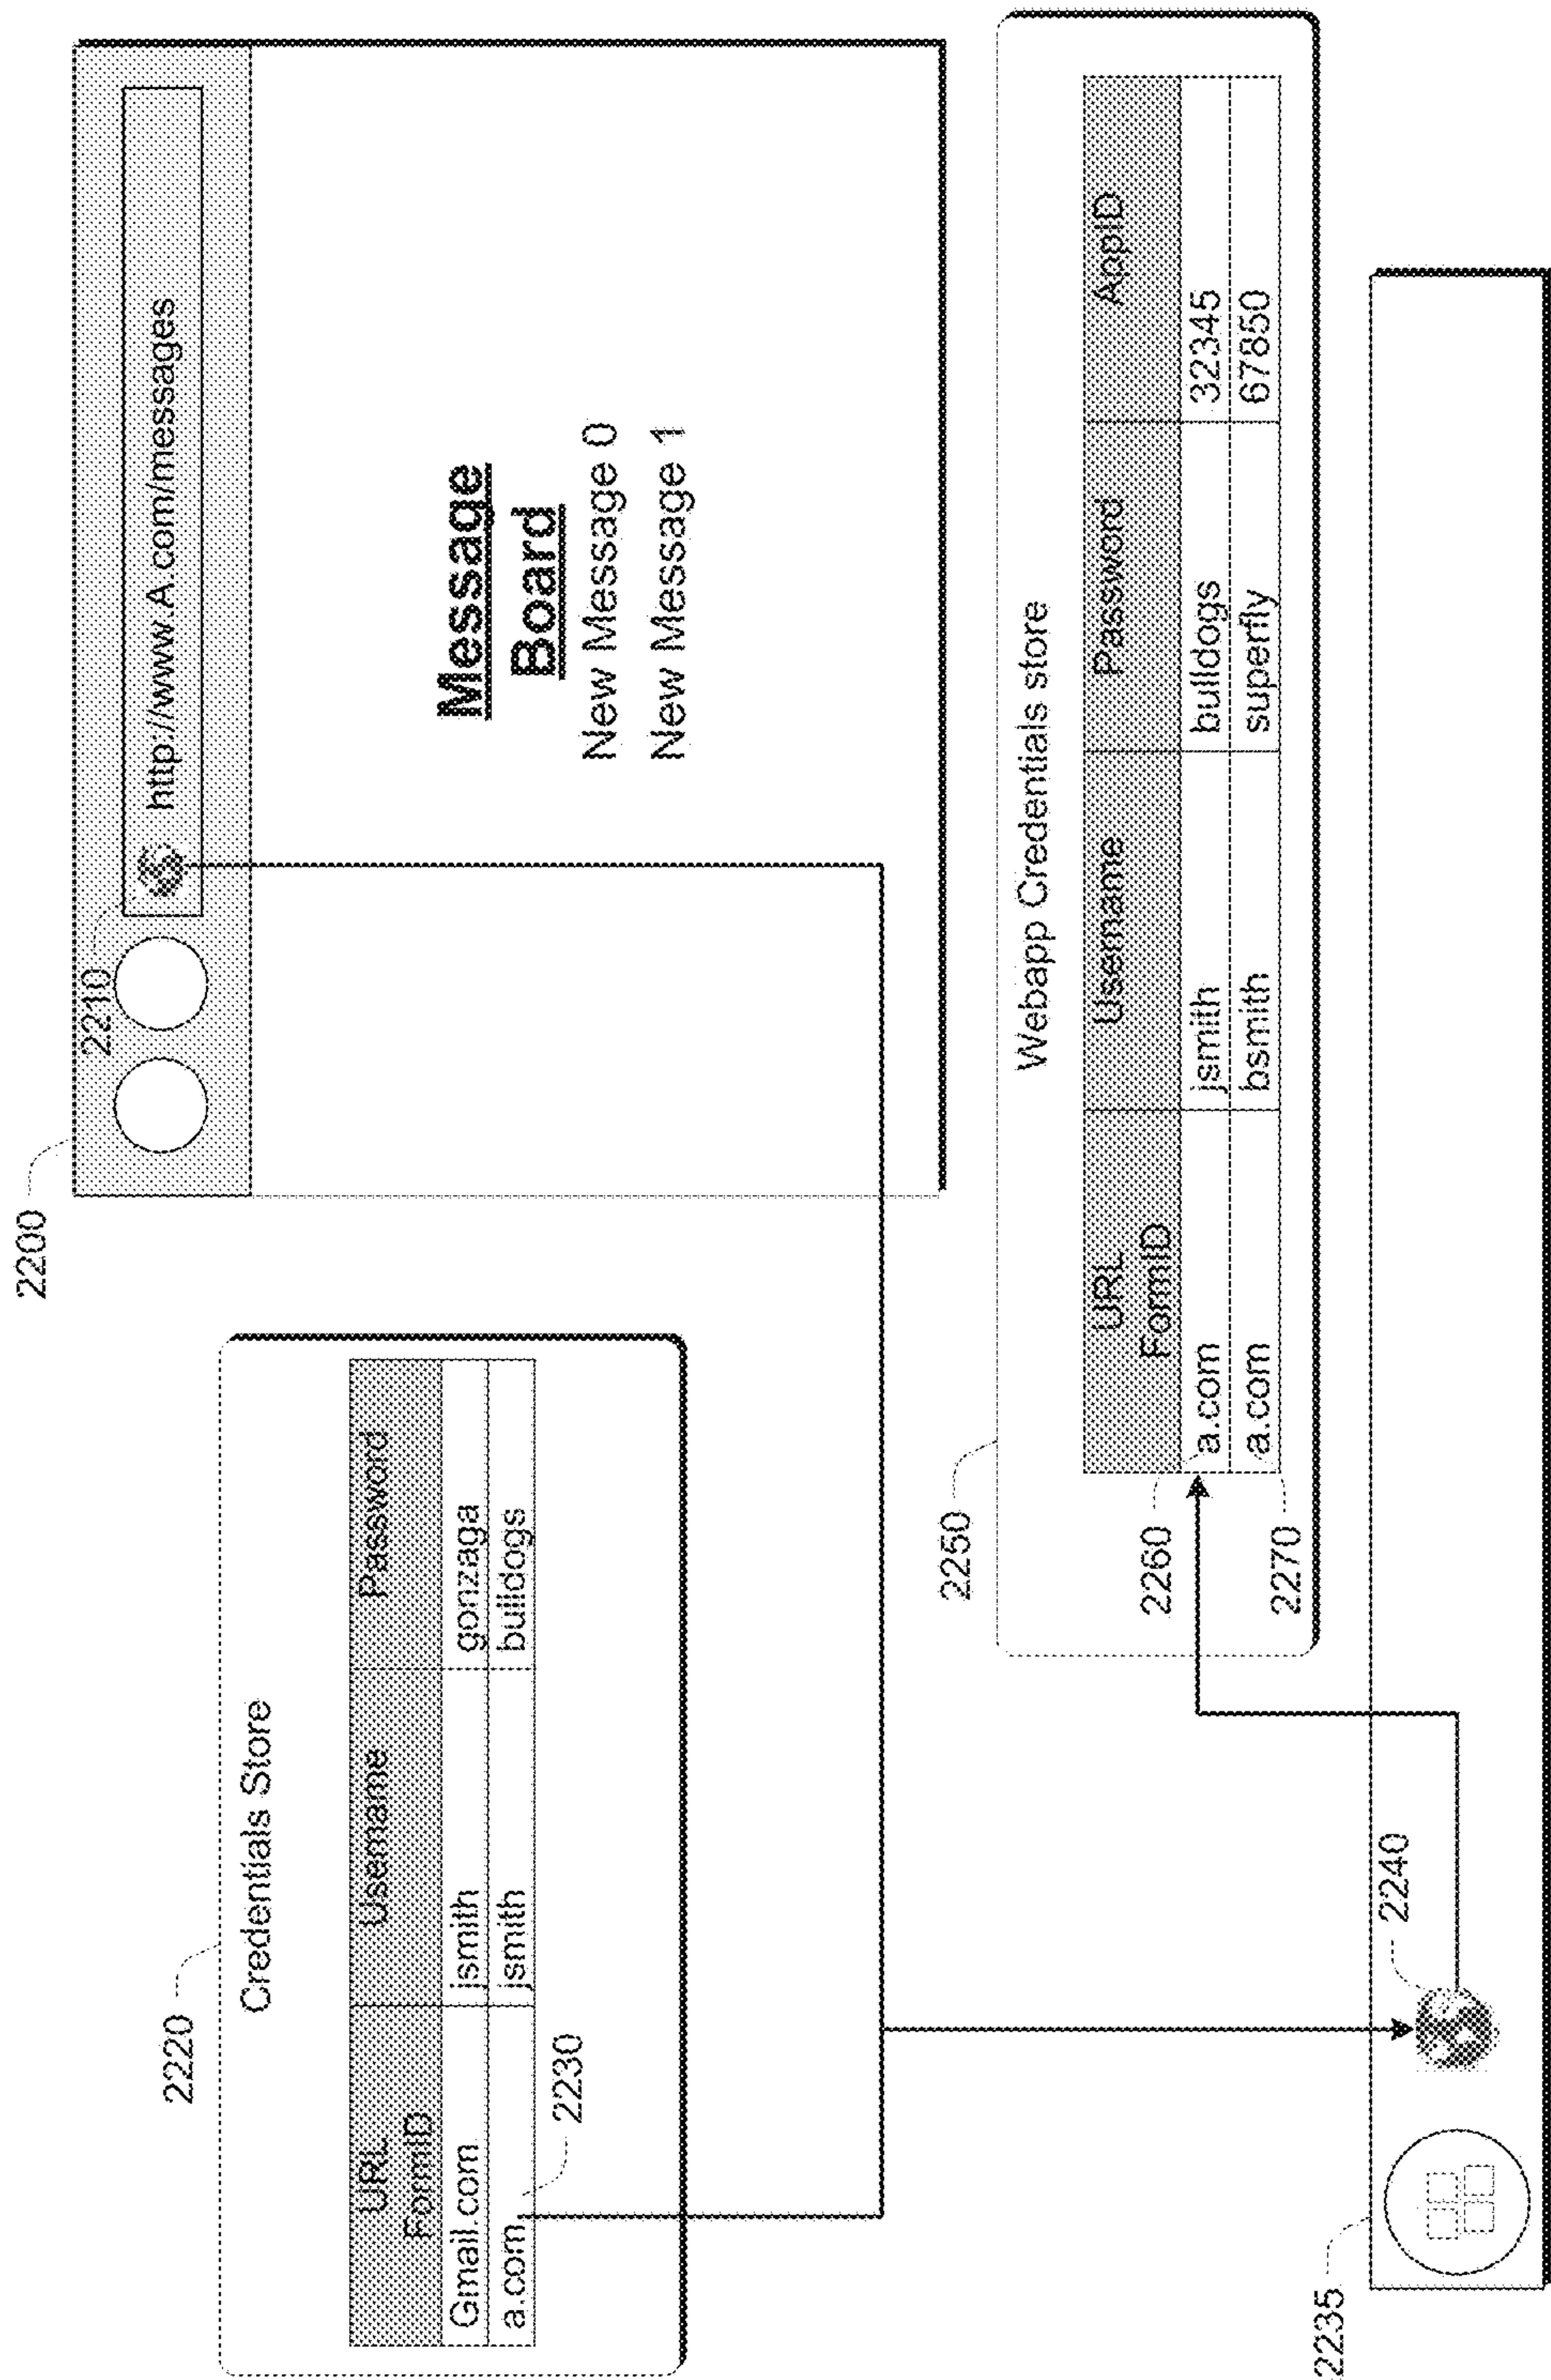 2200
2210
http://www.A.com/messages
Message
Board
New Message 0
New Message 1
2220
Credentials Store
URL FormID Username Password
Gmail.com jsmith gonzaga
a.com jsmith bulldogs
2230
2250
Webapp Credentials store
URL FormID Username Password AppID
2260 a.com jsmith bulldogs 32345
2270 a.com bsmith superfly 67850
2235
2240